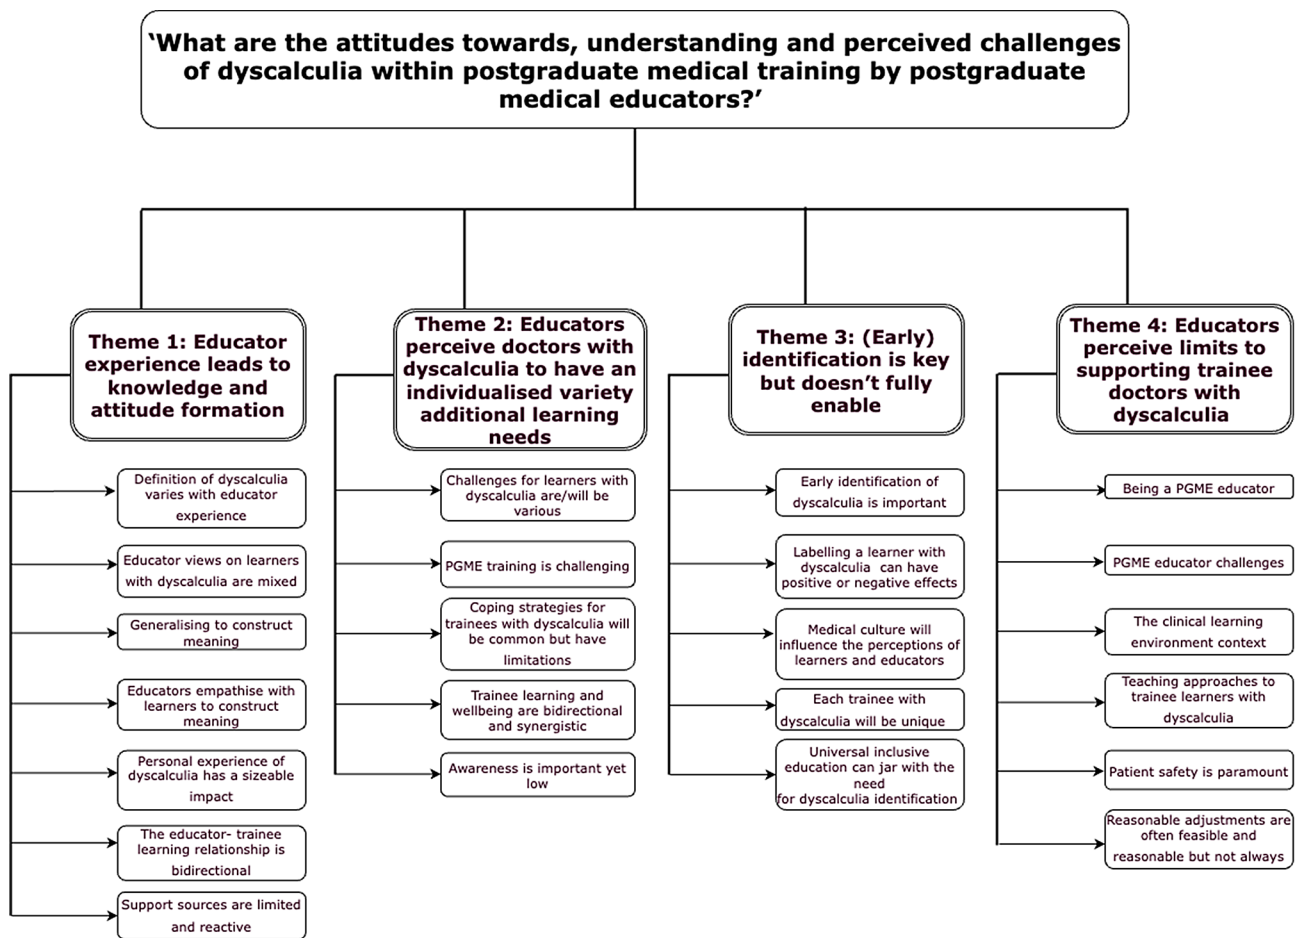 ‘What are the attitudes towards, understanding and perceived challenges
of dyscalculia within postgraduate medical training by postgraduate
medical educators?’
Theme 1: Educator
experience leads to
knowledge and
attitude formation
Definition of dyscalculia
varies with educator
experience
Educator views on learners
with dyscalculia are mixed
Generalising to construct
meaning
Educators empathise with
learners to construct
meaning
Personal experience of
dyscalculia has a sizeable
impact
The educator- trainee
learning relationship is
bidirectional
Support sources are limited
and reactive
Theme 2: Educators
perceive doctors with
dyscalculia to have an
individualised variety
additional learning
needs
Challenges for learners with
dyscalculia are/will be
various
PGME training is challenging
Coping strategies for
trainees with dyscalculia will
be common but have
limitations
Trainee learning and
wellbeing are bidirectional
and synergistic
Awareness is important yet
low
Theme 3: (Early)
identification is key
but doesn’t fully
enable
Early identification of
dyscalculia is important
Labelling a learner with
dyscalculia can have
positive or negative effects
Medical culture will
influence the perceptions of
learners and educators
Each trainee with
dyscalculia will be unique
Universal inclusive
education can jar with the
need
for dyscalculia identification
Theme 4: Educators
perceive limits to
supporting trainee
doctors with
dyscalculia
Being a PGME educator
PGME educator challenges
The clinical learning
environment context
Teaching approaches to
trainee learners with
dyscalculia
Patient safety is paramount
Reasonable adjustments are
often feasible and
reasonable but not always